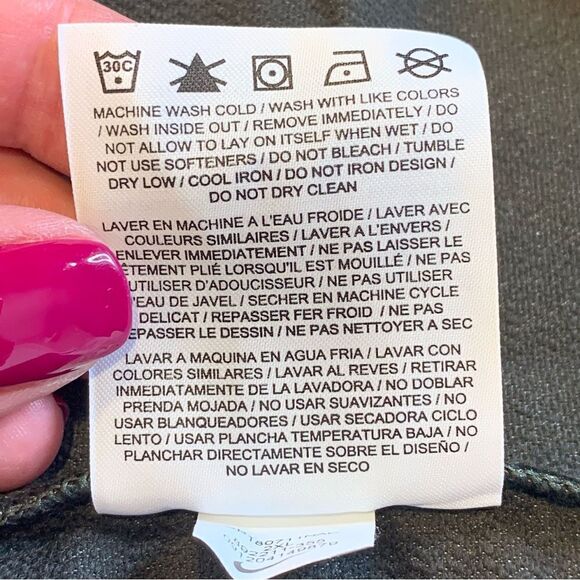 30C
MACHINE WASH COLD / WASH WITH LIKE COLORS
/ WASH INSIDE OUT / REMOVE IMMEDIATELY / DO
NOT ALLOW TO LAY ON ITSELF WHEN WET / DO
NOT USE SOFTENERS / DO NOT BLEACH / TUMBLE
DRY LOW / COOL IRON / DO NOT IRON DESIGN /
DO NOT DRY CLEAN
LAVER EN MACHINE A L'EAU FROIDE / LAVER AVEC
COULEURS SIMILAIRES / LAVER A L'ENVERS /
ENLEVER IMMEDIATEMENT / NE PAS LAISSER LE
ÊTEMENT PLIÉ LORSQU'IL EST MOUILLÉ / NE PAS
UTILISER D'ADOUCISSEUR / NE PAS UTILISER
'EAU DE JAVEL / SECHER EN MACHINE CYCLE
DELICAT / REPASSER FER FROID / NE PAS
EPASSER LE DESSIN / NE PAS NETTOYER A SEC
LAVAR A MAQUINA EN AGUA FRIA / LAVAR CON
COLORES SIMILARES / LAVAR AL REVES / RETIRAR
INMEDIATAMENTE DE LA LAVADORA / NO DOBLAR
PRENDA MOJADA / NO USAR SUAVIZANTES / NO
USAR BLANQUEADORES / USAR SECADORA CICLO
LENTO / USAR PLANCHA TEMPERATURA BAJA / NO
PLANCHAR DIRECTAMENTE SOBRE EL DISEÑO /
NO LAVAR EN SECO